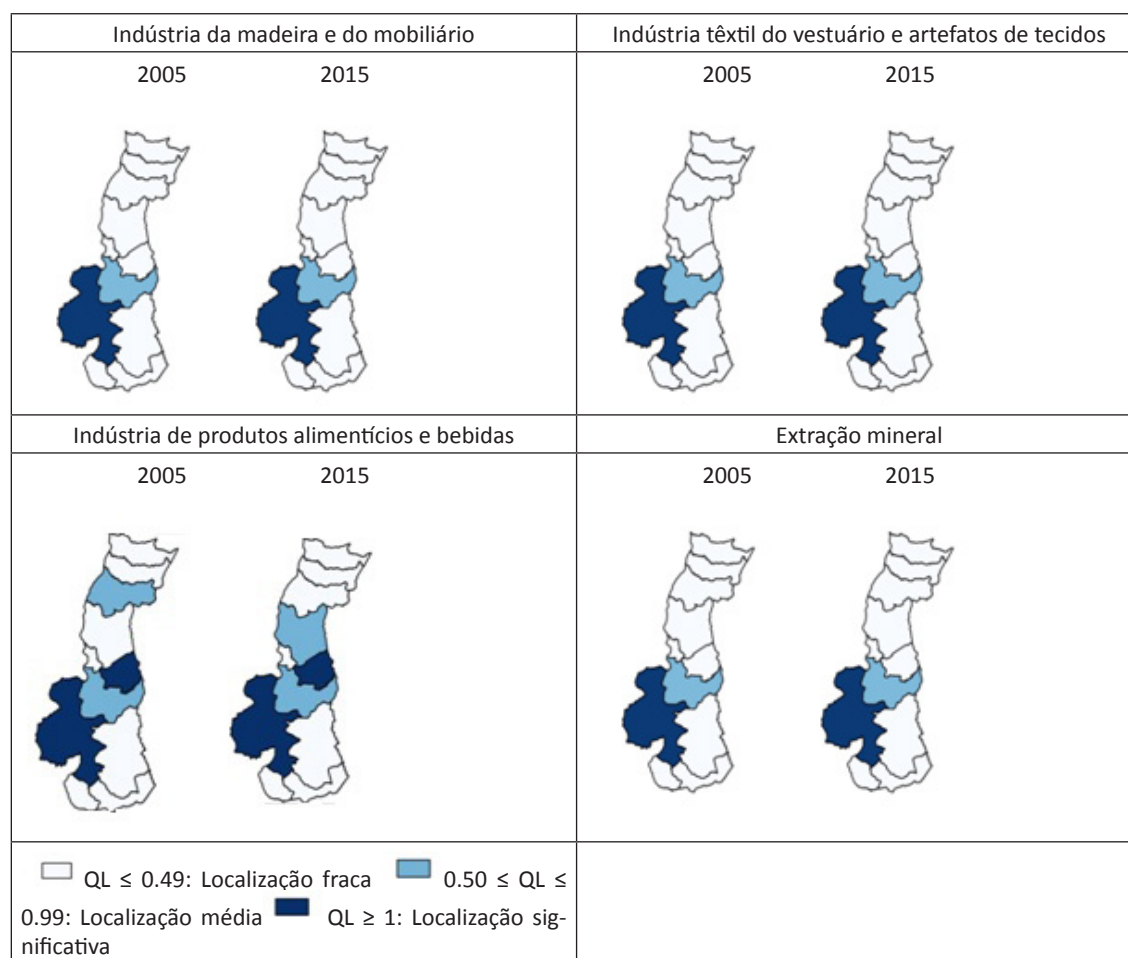 Indústria da madeira e do mobiliário
Indústria têxtil do vestuário e artefatos de tecidos
2005 2015
2005 2015
Indústria de produtos alimentícios e bebidas
Extração mineral
2005 2015
2005 2015
QL ≤ 0.49: Localização fraca 0.50 ≤ QL ≤
0.99: Localização média QL ≥ 1: Localização sig-
nificativa